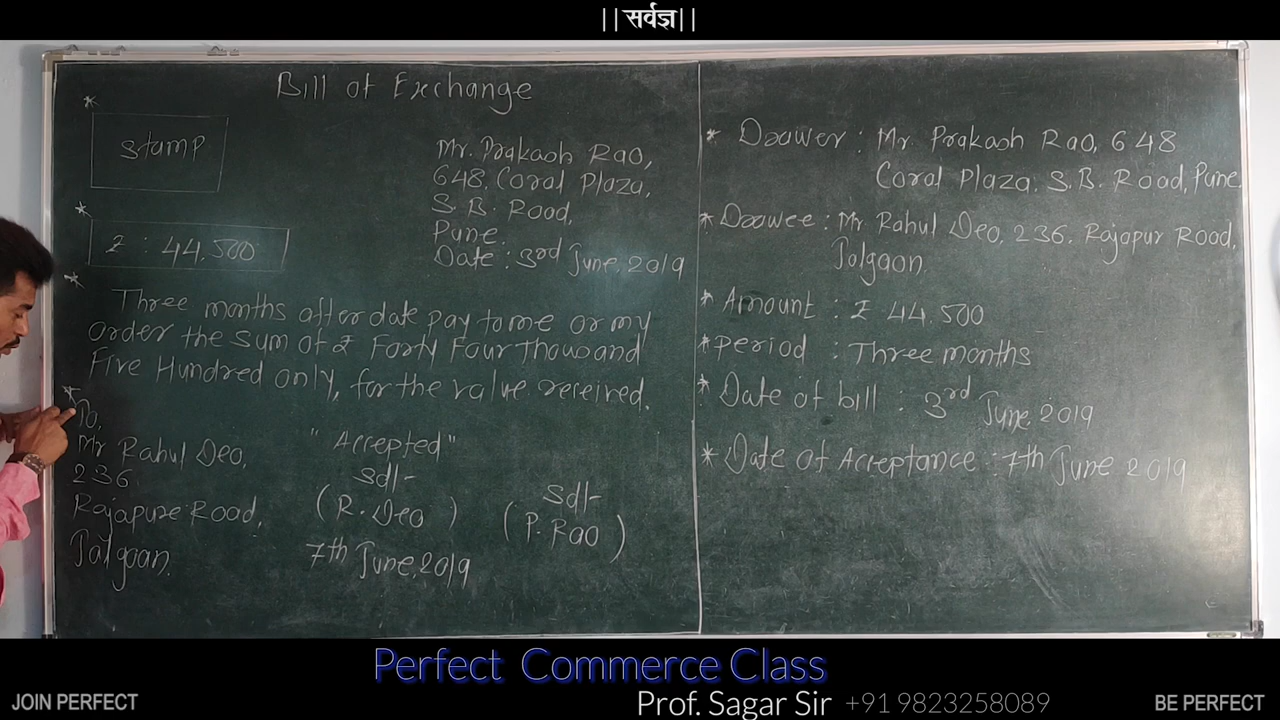 ||सर्वज्ञ||
Bill of Exchange
*
Stamp
Mr. Prakash Rao,
648, Coral Plaza,
S.B. Road,
Pune.
Date : 3rd June, 2019
*
₹ : 44,500
*
Three months after date pay to me or my
order the sum of ₹ Forty Four Thousand
Five Hundred only, for the value received.
*
To,
Mr Rahul Deo,
236,
Rajapure Road,
Jalgaon.
"Accepted"
Sd/-
(R. Deo)
7th June, 2019
Sd/-
(P. Rao)
* Drawer : Mr. Prakash Rao, 648
Coral Plaza, S.B. Road, Pune.
* Drawee : Mr Rahul Deo, 236, Rajapur Road,
Jalgaon.
* Amount : ₹ 44,500
* Period : Three months
* Date of bill : 3rd June, 2019
* Date of Acceptance : 7th June 2019
Perfect Commerce Class
JOIN PERFECT
Prof. Sagar Sir +91 9823258089
BE PERFECT